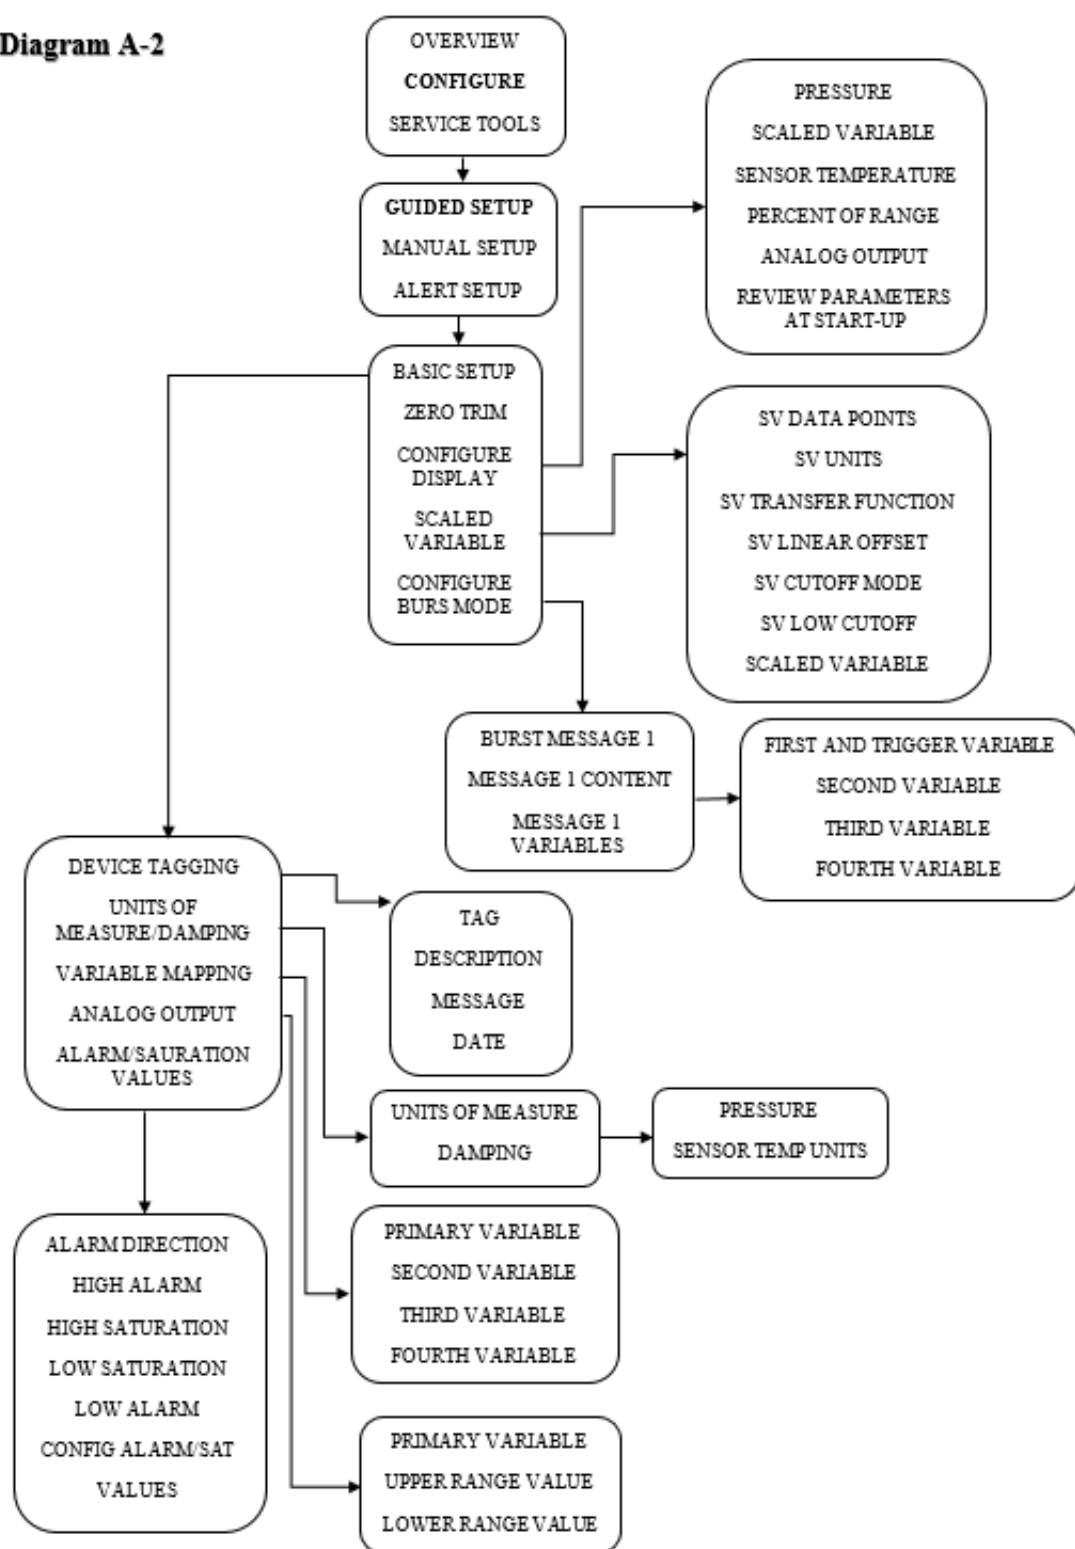 Diagram A-2
OVERVIEW
CONFIGURE
SERVICE TOOLS
GUIDED SETUP
MANUAL SETUP
ALERT SETUP
BASIC SETUP
ZERO TRIM
CONFIGURE
DISPLAY
SCALED
VARIABLE
CONFIGURE
BURS MODE
PRESSURE
SCALED VARIABLE
SENSOR TEMPERATURE
PERCENT OF RANGE
ANALOG OUTPUT
REVIEW PARAMETERS
AT START-UP
SV DATA POINTS
SV UNITS
SV TRANSFER FUNCTION
SV LINEAR OFFSET
SV CUTOFF MODE
SV LOW CUTOFF
SCALED VARIABLE
BURST MESSAGE 1
MESSAGE 1 CONTENT
MESSAGE 1
VARIABLES
FIRST AND TRIGGER VARIABLE
SECOND VARIABLE
THIRD VARIABLE
FOURTH VARIABLE
DEVICE TAGGING
UNITS OF
MEASURE/DAMPING
VARIABLE MAPPING
ANALOG OUTPUT
ALARM/SAURATION
VALUES
TAG
DESCRIPTION
MESSAGE
DATE
UNITS OF MEASURE
DAMPING
PRESSURE
SENSOR TEMP UNITS
PRIMARY VARIABLE
SECOND VARIABLE
THIRD VARIABLE
FOURTH VARIABLE
ALARM DIRECTION
HIGH ALARM
HIGH SATURATION
LOW SATURATION
LOW ALARM
CONFIG ALARM/SAT
VALUES
PRIMARY VARIABLE
UPPER RANGE VALUE
LOWER RANGE VALUE